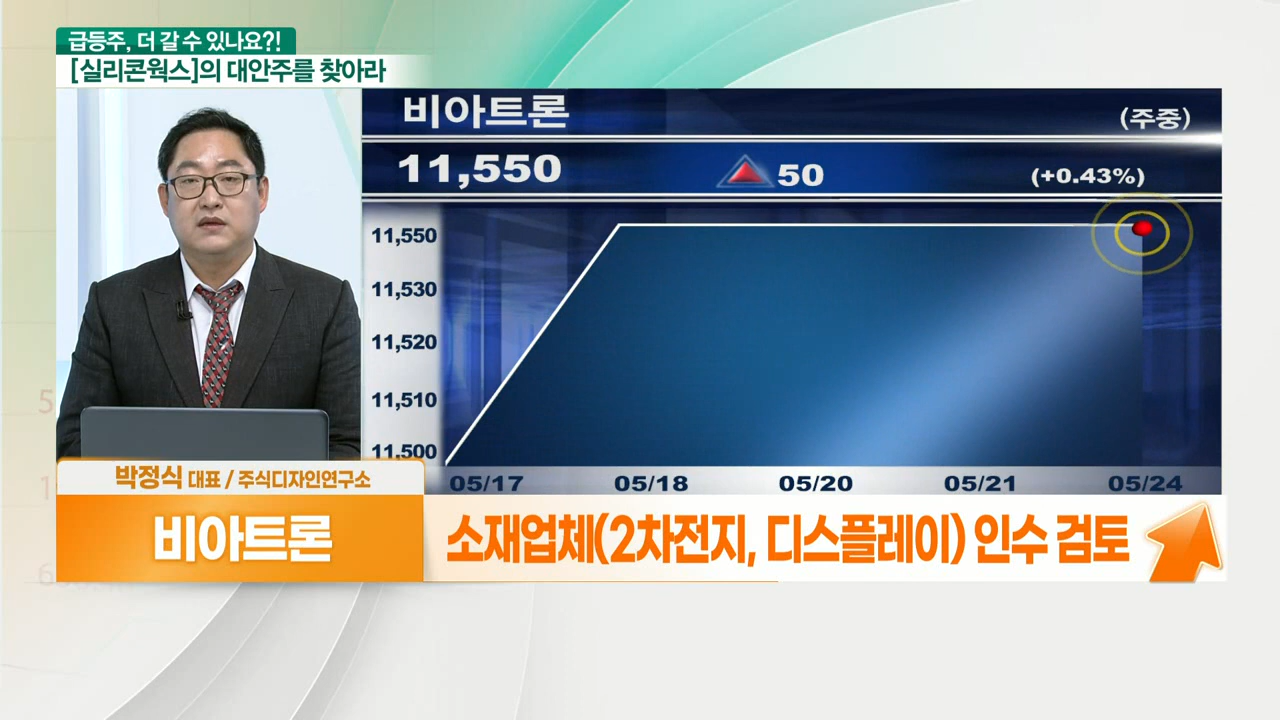 급등주, 더 갈 수 있나요?!
[실리콘웍스]의 대안주를 찾아라
비아트론
(주중)
11,550
50
(+0.43%)
11,550
11,530
11,520
11,510
11,500
05/17
05/18
05/20
05/21
05/24
박정식 대표 / 주식디자인연구소
비아트론
소재업체(2차전지, 디스플레이) 인수 검토